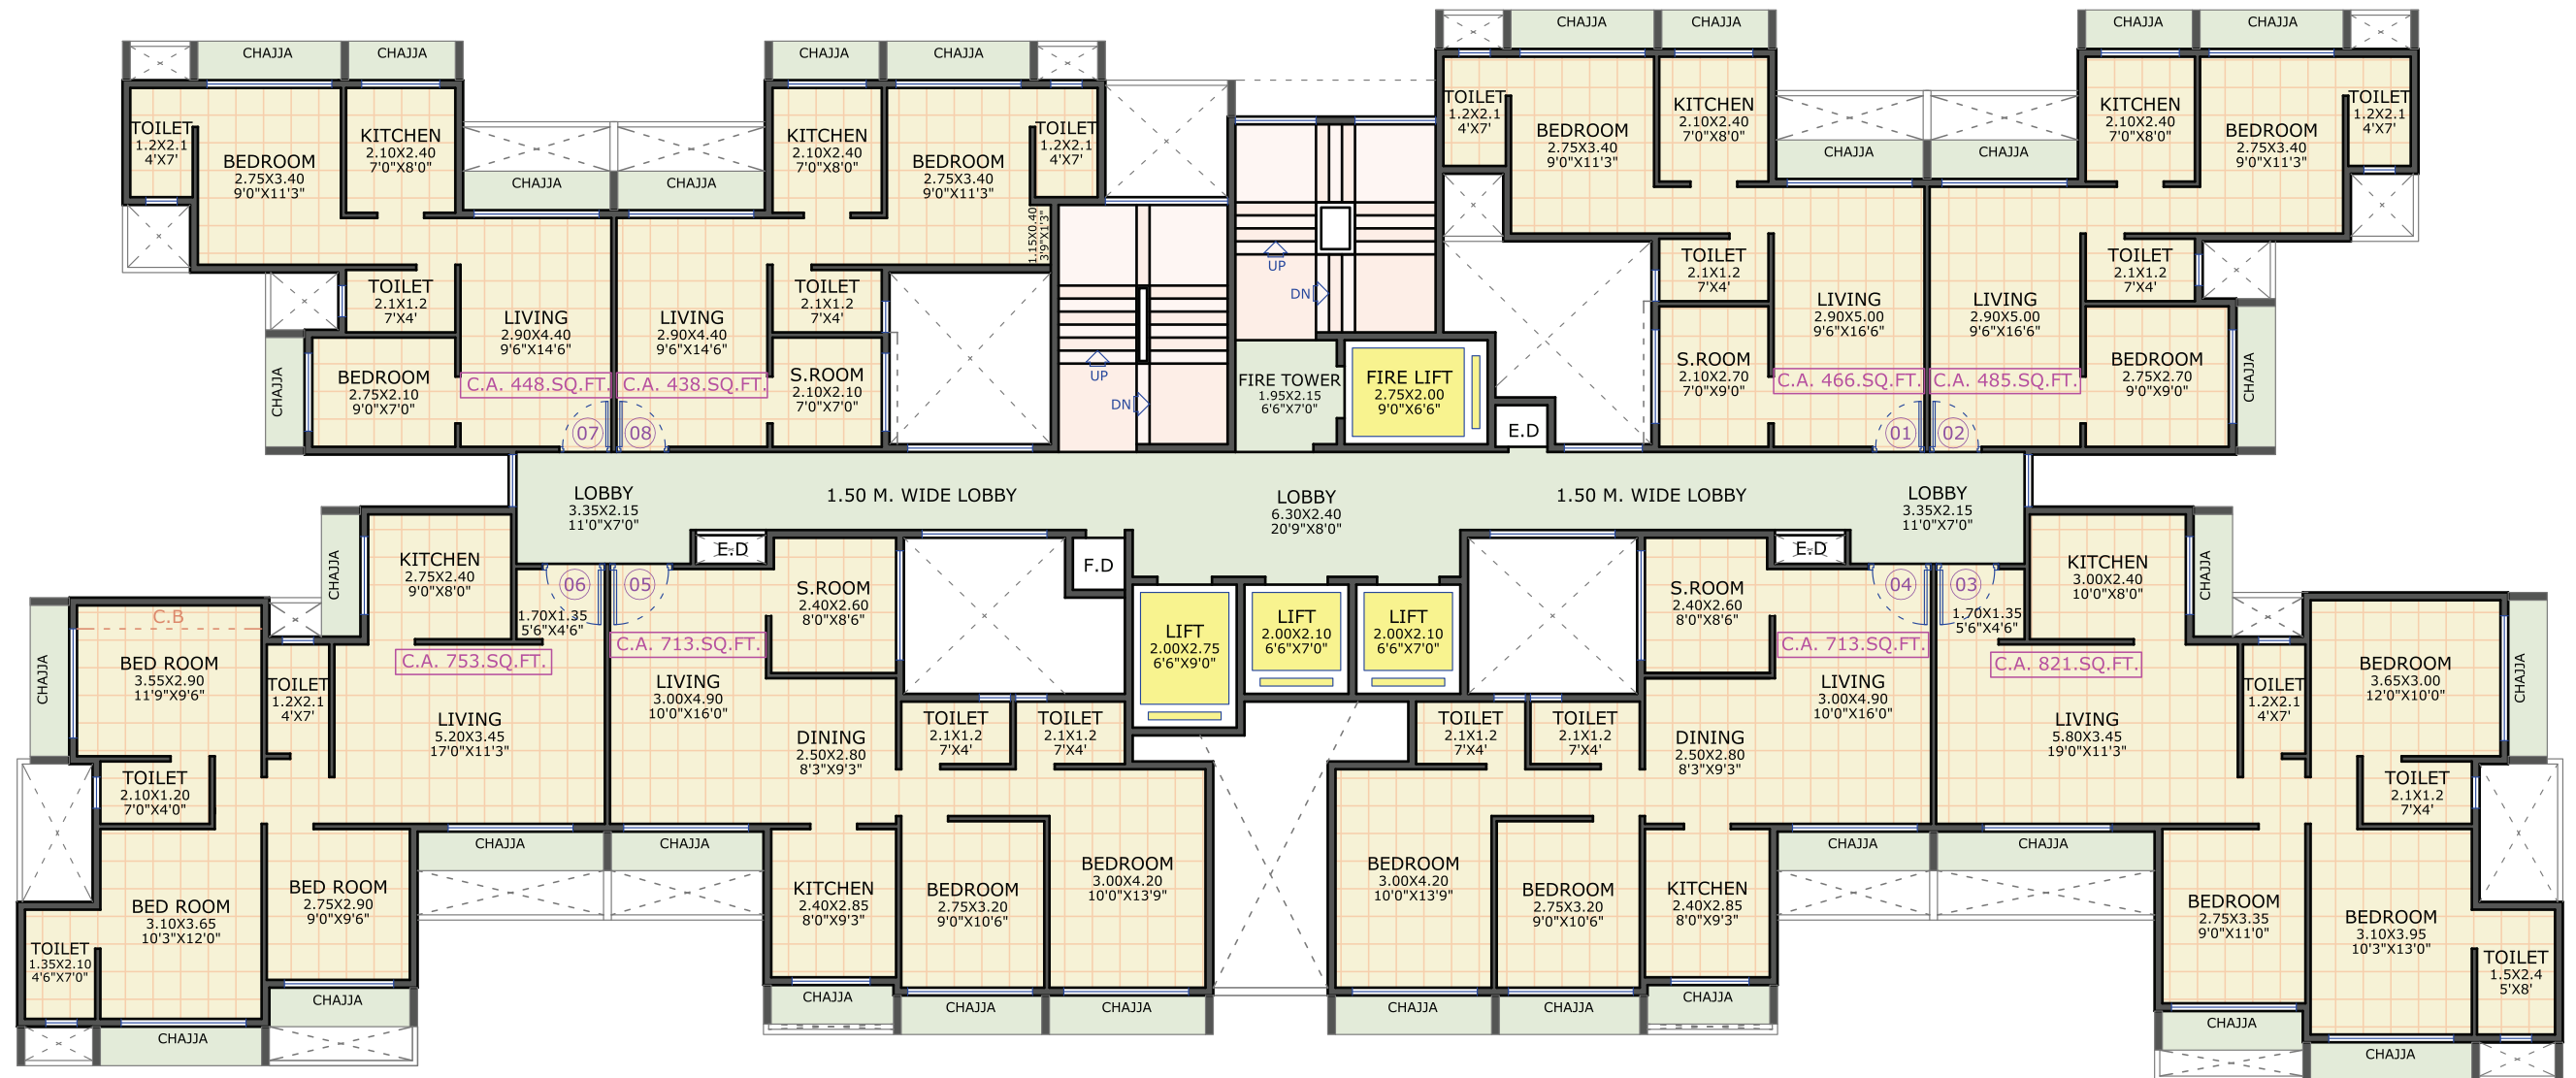 CHAJJA
CHAJJA
TOILET
1.2X2.1
4'X7'
BEDROOM
2.75X3.40
9'0"X11'3"
KITCHEN
2.10X2.40
7'0"X8'0"
CHAJJA
TOILET
2.1X1.2
7'X4'
LIVING
2.90X4.40
9'6"X14'6"
CHAJJA
BEDROOM
2.75X2.10
9'0"X7'0"
C.A. 448.SQ.FT.
07
CHAJJA
CHAJJA
KITCHEN
2.10X2.40
7'0"X8'0"
BEDROOM
2.75X3.40
9'0"X11'3"
TOILET
1.2X2.1
4'X7'
CHAJJA
1.15X0.40
3'9"X1'3"
LIVING
2.90X4.40
9'6"X14'6"
TOILET
2.1X1.2
7'X4'
S.ROOM
2.10X2.10
7'0"X7'0"
C.A. 438.SQ.FT.
08
UP
DN
UP
DN
FIRE TOWER
1.95X2.15
6'6"X7'0"
FIRE LIFT
2.75X2.00
9'0"X6'6"
E.D
CHAJJA
CHAJJA
TOILET
1.2X2.1
4'X7'
BEDROOM
2.75X3.40
9'0"X11'3"
KITCHEN
2.10X2.40
7'0"X8'0"
CHAJJA
TOILET
2.1X1.2
7'X4'
LIVING
2.90X5.00
9'6"X16'6"
S.ROOM
2.10X2.70
7'0"X9'0"
C.A. 466.SQ.FT.
01
CHAJJA
CHAJJA
KITCHEN
2.10X2.40
7'0"X8'0"
BEDROOM
2.75X3.40
9'0"X11'3"
TOILET
1.2X2.1
4'X7'
CHAJJA
LIVING
2.90X5.00
9'6"X16'6"
TOILET
2.1X1.2
7'X4'
BEDROOM
2.75X2.70
9'0"X9'0"
CHAJJA
C.A. 485.SQ.FT.
02
LOBBY
3.35X2.15
11'0"X7'0"
1.50 M. WIDE LOBBY
LOBBY
6.30X2.40
20'9"X8'0"
1.50 M. WIDE LOBBY
LOBBY
3.35X2.15
11'0"X7'0"
CHAJJA
KITCHEN
2.75X2.40
9'0"X8'0"
06
1.70X1.35
5'6"X4'6"
C.B
CHAJJA
BED ROOM
3.55X2.90
11'9"X9'6"
TOILET
1.2X2.1
4'X7'
C.A. 753.SQ.FT.
LIVING
5.20X3.45
17'0"X11'3"
TOILET
2.10X1.20
7'0"X4'0"
BED ROOM
3.10X3.65
10'3"X12'0"
BED ROOM
2.75X2.90
9'0"X9'6"
TOILET
1.35X2.10
4'6"X7'0"
CHAJJA
CHAJJA
CHAJJA
E.D
05
S.ROOM
2.40X2.60
8'0"X8'6"
F.D
C.A. 713.SQ.FT.
LIVING
3.00X4.90
10'0"X16'0"
DINING
2.50X2.80
8'3"X9'3"
TOILET
2.1X1.2
7'X4'
TOILET
2.1X1.2
7'X4'
CHAJJA
KITCHEN
2.40X2.85
8'0"X9'3"
BEDROOM
2.75X3.20
9'0"X10'6"
BEDROOM
3.00X4.20
10'0"X13'9"
CHAJJA
CHAJJA
CHAJJA
LIFT
2.00X2.75
6'6"X9'0"
LIFT
2.00X2.10
6'6"X7'0"
LIFT
2.00X2.10
6'6"X7'0"
E.D
S.ROOM
2.40X2.60
8'0"X8'6"
04
C.A. 713.SQ.FT.
LIVING
3.00X4.90
10'0"X16'0"
TOILET
2.1X1.2
7'X4'
TOILET
2.1X1.2
7'X4'
DINING
2.50X2.80
8'3"X9'3"
BEDROOM
3.00X4.20
10'0"X13'9"
BEDROOM
2.75X3.20
9'0"X10'6"
KITCHEN
2.40X2.85
8'0"X9'3"
CHAJJA
CHAJJA
CHAJJA
CHAJJA
03
1.70X1.35
5'6"X4'6"
KITCHEN
3.00X2.40
10'0"X8'0"
CHAJJA
C.A. 821.SQ.FT.
LIVING
5.80X3.45
19'0"X11'3"
TOILET
1.2X2.1
4'X7'
BEDROOM
3.65X3.00
12'0"X10'0"
CHAJJA
TOILET
2.1X1.2
7'X4'
CHAJJA
BEDROOM
2.75X3.35
9'0"X11'0"
BEDROOM
3.10X3.95
10'3"X13'0"
TOILET
1.5X2.4
5'X8'
CHAJJA
CHAJJA